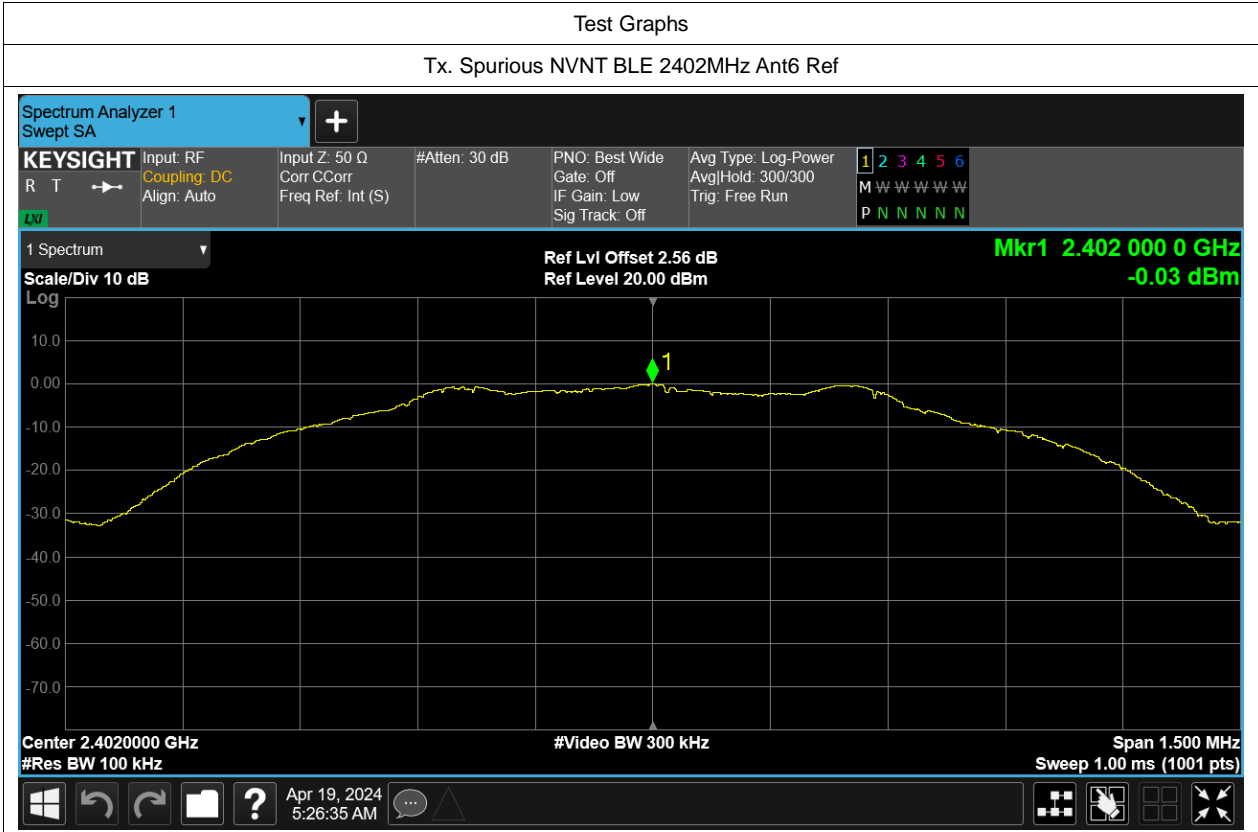 Test Graphs
Tx. Spurious NVNT BLE 2402MHz Ant6 Ref
Spectrum Analyzer 1
Swept SA
+
KEYSIGHT
R T
LXI
Input: RF
Coupling: DC
Align: Auto
Input Z: 50 Ω
Corr CCorr
Freq Ref: Int (S)
#Atten: 30 dB
PNO: Best Wide
Gate: Off
IF Gain: Low
Sig Track: Off
Avg Type: Log-Power
Avg|Hold: 300/300
Trig: Free Run
1 2 3 4 5 6
M W W W W W
P N N N N N
1 Spectrum
Scale/Div 10 dB
Log
Ref Lvl Offset 2.56 dB
Ref Level 20.00 dBm
Mkr1 2.402 000 0 GHz
-0.03 dBm
10.0
0.00
-10.0
-20.0
-30.0
-40.0
-50.0
-60.0
-70.0
1
Center 2.4020000 GHz
#Res BW 100 kHz
#Video BW 300 kHz
Span 1.500 MHz
Sweep 1.00 ms (1001 pts)
?
Apr 19, 2024
5:26:35 AM